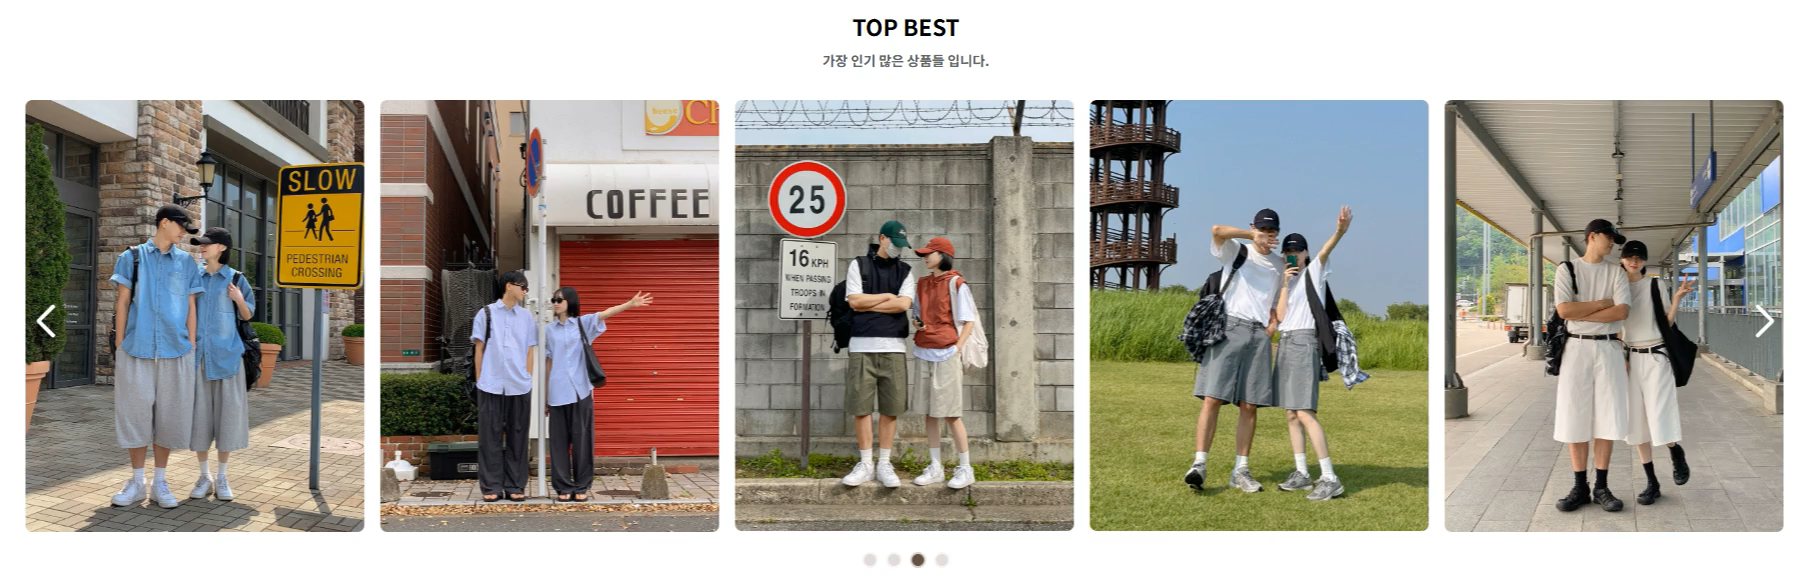 TOP BEST
가장 인기 많은 상품들 입니다.
SLOW
PEDESTRIAN
CROSSING
COFFEE
25
16 KPH
WHEN PASSING
TROOPS IN
FORMATION